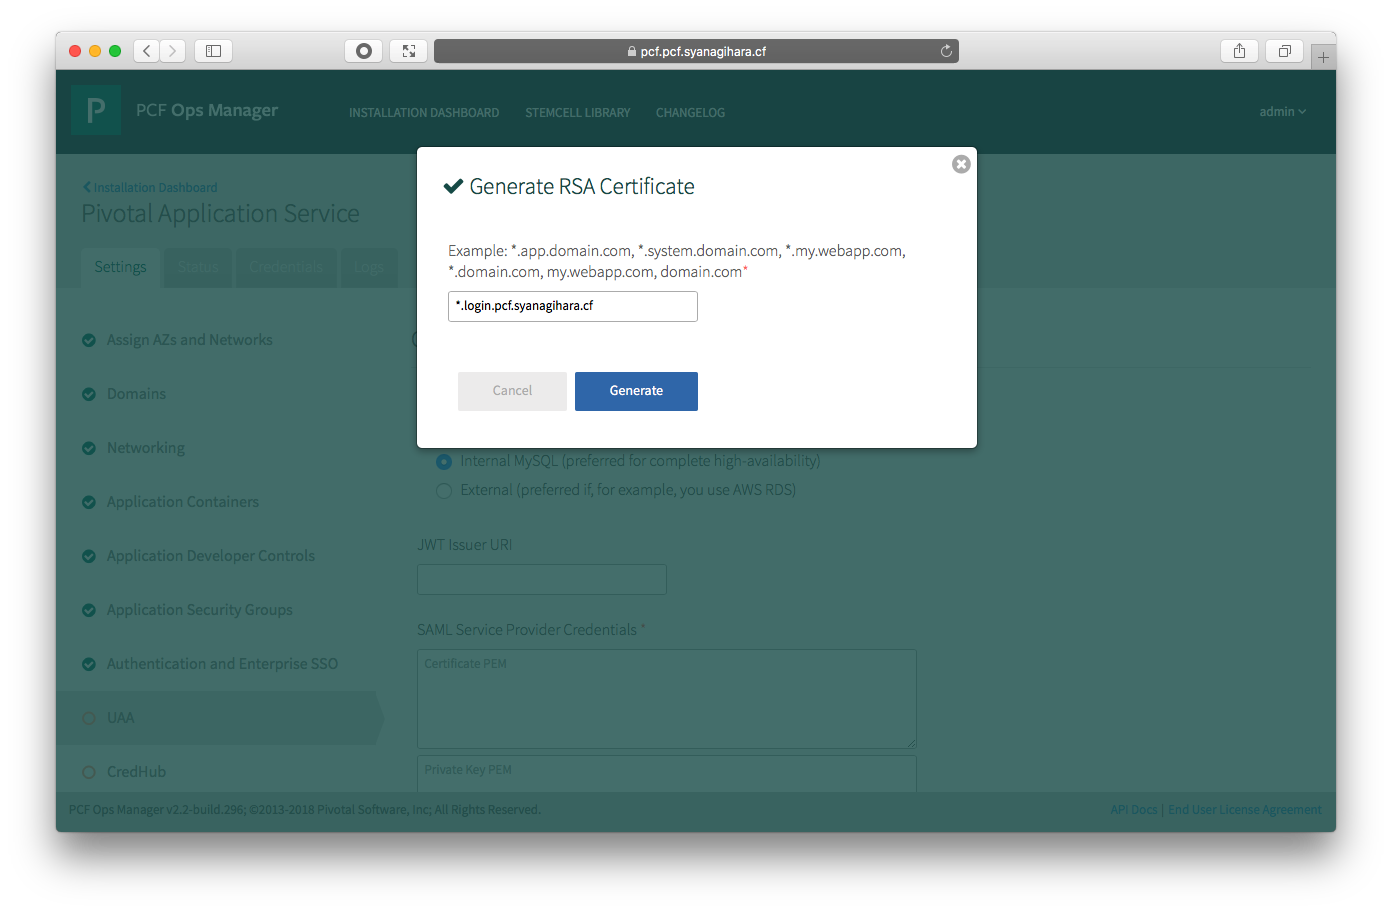 pcf.pcf.syanagihara.cf
P
PCF Ops Manager
INSTALLATION DASHBOARD
STEMCELL LIBRARY
CHANGELOG
admin
Installation Dashboard
Pivotal Application Service
Settings
Status
Credentials
Logs
Generate RSA Certificate
Example: *.app.domain.com, *.system.domain.com, *.my.webapp.com,
*.domain.com, my.webapp.com, domain.com*
*.login.pcf.syanagihara.cf
Cancel
Generate
Assign AZs and Networks
Domains
Networking
Application Containers
Application Developer Controls
Application Security Groups
Authentication and Enterprise SSO
UAA
CredHub
Internal MySQL (preferred for complete high-availability)
External (preferred if, for example, you use AWS RDS)
JWT Issuer URI
SAML Service Provider Credentials *
Certificate PEM
Private Key PEM
PCF Ops Manager v2.2-build.296; ©2013-2018 Pivotal Software, Inc; All Rights Reserved.
API Docs | End User License Agreement